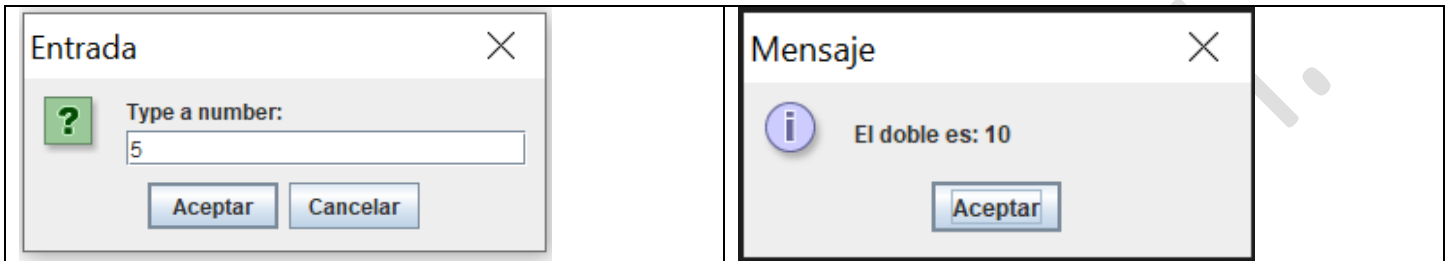 Entrada
?
Type a number:
5
Aceptar
Cancelar
Mensaje
i
El doble es: 10
Aceptar